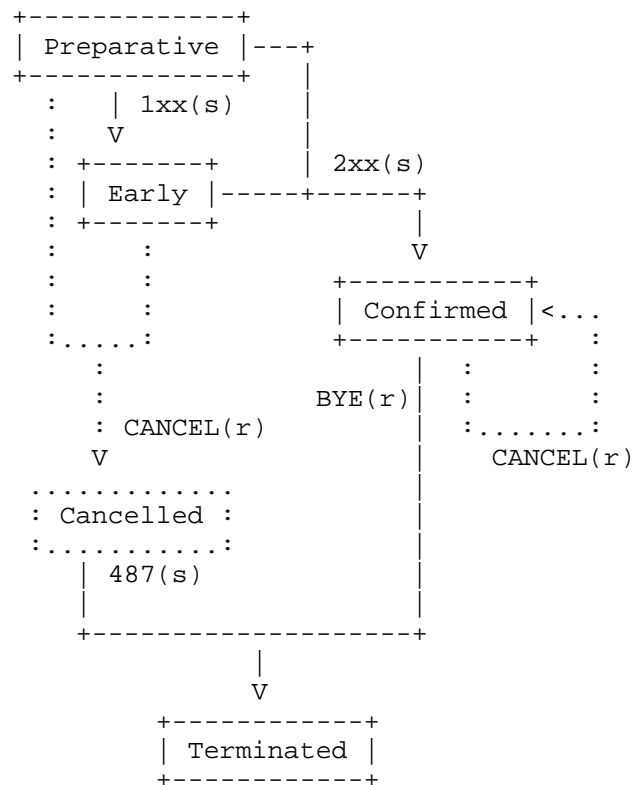 Preparative
1xx(s)
2xx(s)
Early
Confirmed
BYE(r)
CANCEL(r)
CANCEL(r)
Cancelled
487(s)
Terminated